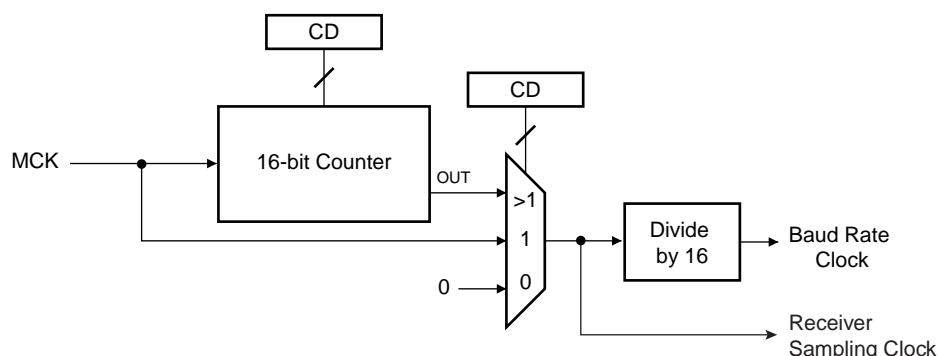 CD
CD
MCK
16-bit Counter
OUT
>1
1
0
0
Divide
by 16
Baud Rate
Clock
Receiver
Sampling Clock